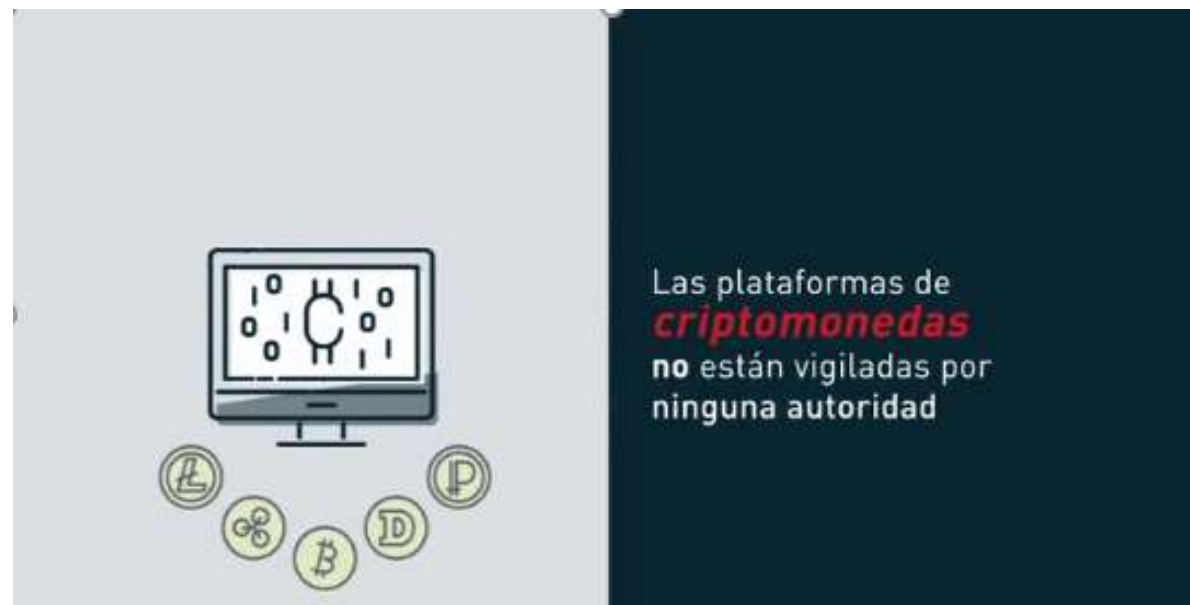 Las plataformas de
criptomonedas
no están vigiladas por
ninguna autoridad